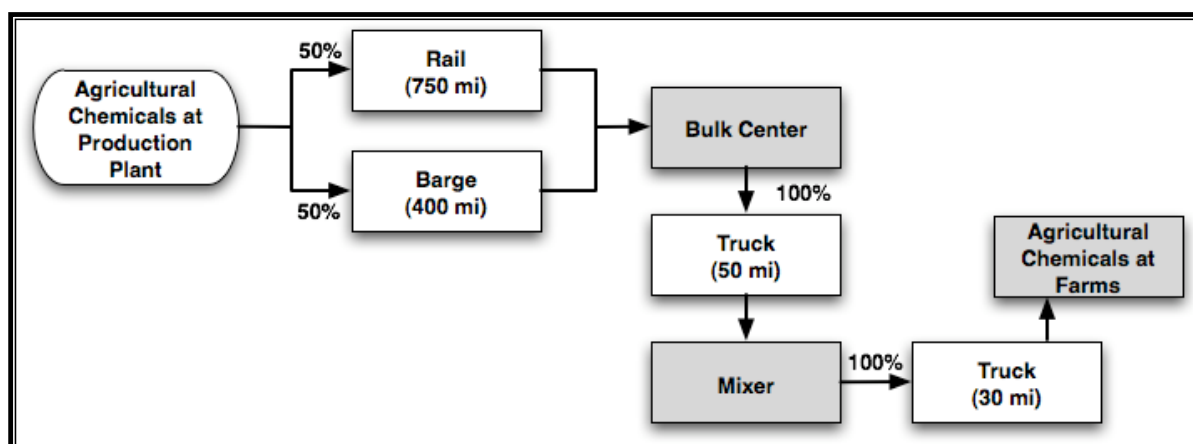 Agricultural
Chemicals at
Production
Plant
50%
Rail
(750 mi)
50%
Barge
(400 mi)
Bulk Center
100%
Truck
(50 mi)
Mixer
100%
Truck
(30 mi)
Agricultural
Chemicals at
Farms